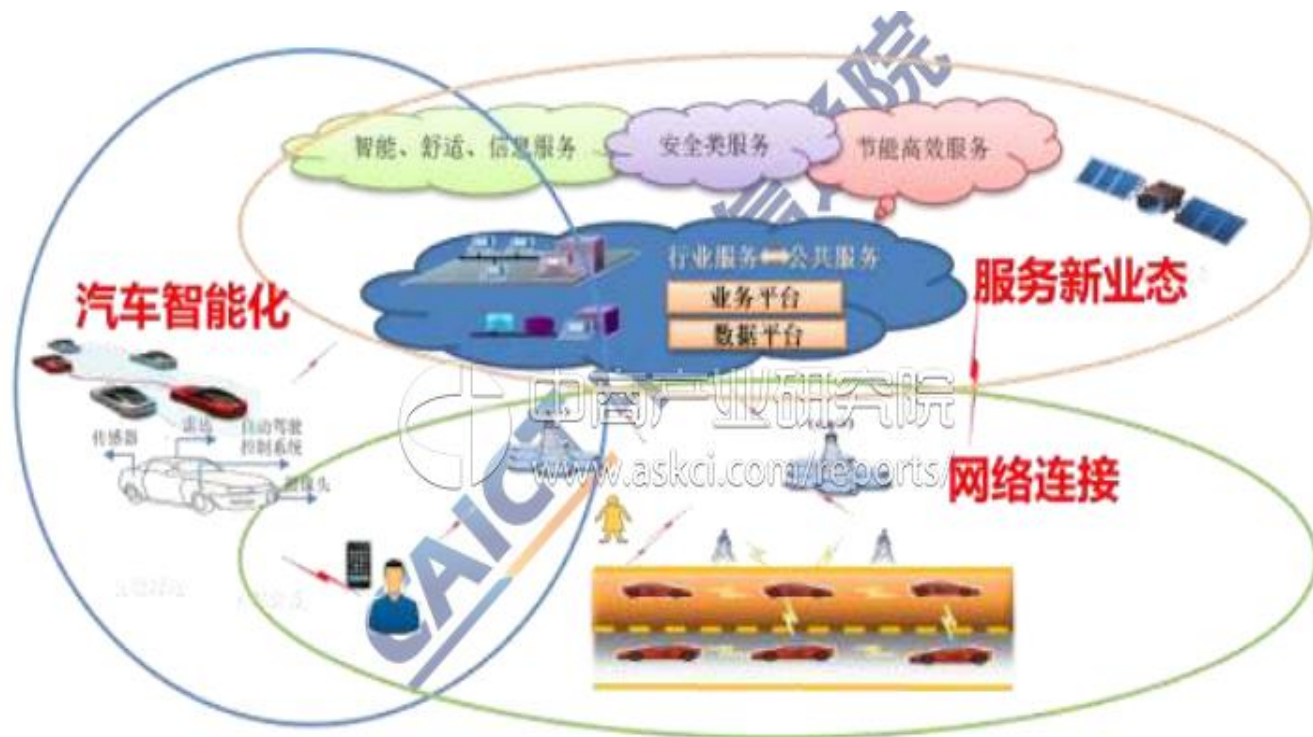 智能、舒适、信息服务
安全类服务
节能高效服务
行业服务 公共服务
业务平台
数据平台
汽车智能化
服务新业态
传感器
雷达
自动驾驶
控制系统
摄像头
中商产业研究院
www.askci.com/reports/
网络连接
CAICT